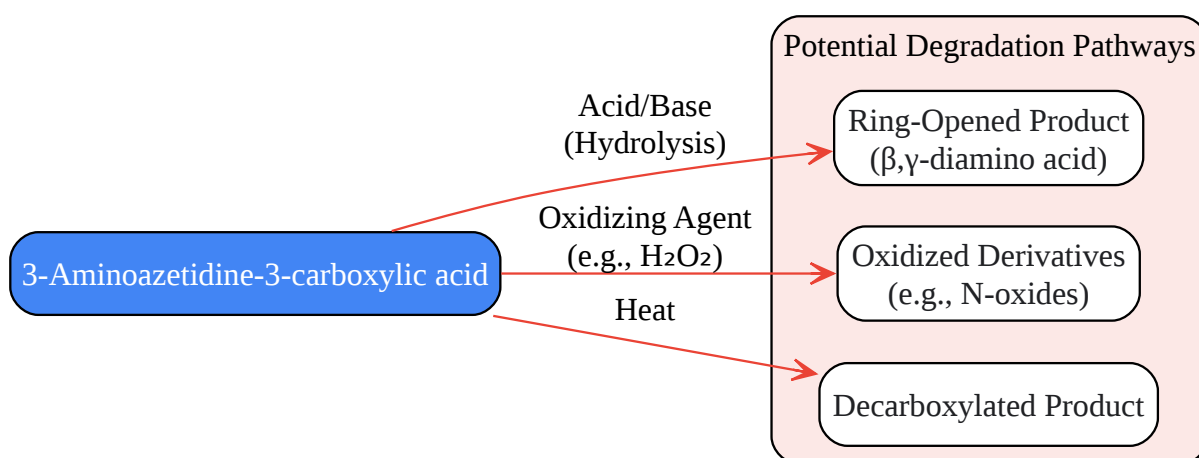 Potential Degradation Pathways
Acid/Base
(Hydrolysis)
Ring-Opened Product
(β,γ-diamino acid)
3-Aminoazetidine-3-carboxylic acid
Oxidizing Agent
(e.g., H₂O₂)
Oxidized Derivatives
(e.g., N-oxides)
Heat
Decarboxylated Product